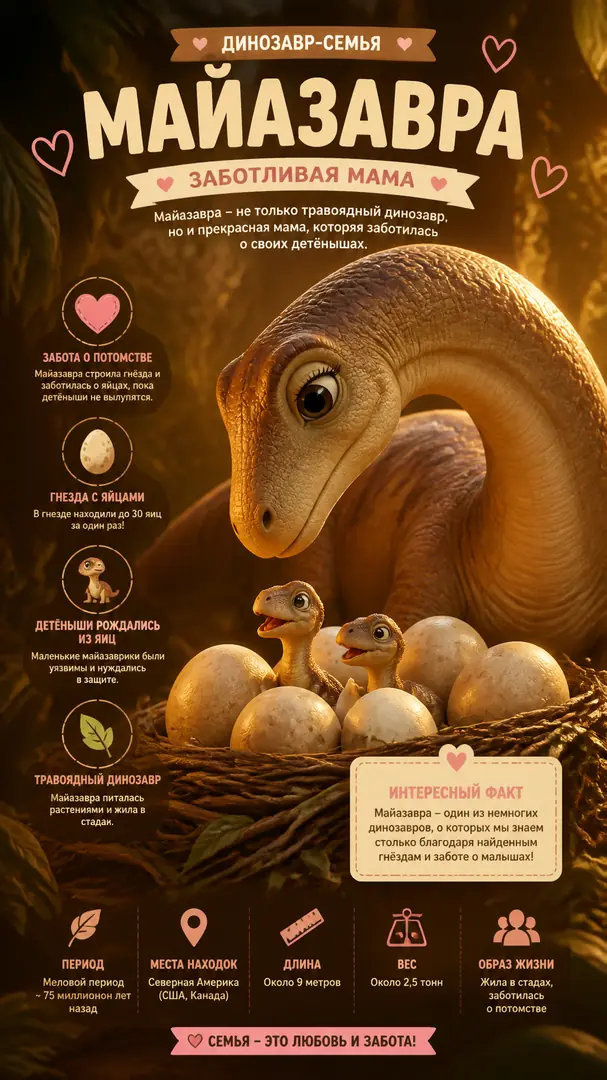 ДИНОЗАВР-СЕМЬЯ
МАЙАЗАВРА
ЗАБОТЛИВАЯ МАМА
Майазавра – не только травоядный динозавр,
но и прекрасная мама, которяя заботилась
о своих детёнышах.
ЗАБОТА О ПОТОМСТВЕ
Майазавра строила гнёзда и
заботилась о яйцах, пока
детёныши не вылупятся.
ГНЕЗДА С ЯЙЦАМИ
В гнезде находили до 30 яиц
за один раз!
ДЕТЁНЫШИ РОЖДАЛИСЬ
ИЗ ЯИЦ
Маленькие майазаврики были
уязвимы и нуждались
в защите.
ТРАВОЯДНЫЙ ДИНОЗАВР
Майазавра питалась
растениями и жила в
стадаи.
ИНТЕРЕСНЫЙ ФАКТ
Майазавра – один из немногих
динозавров, о которых мы знаем
столько благодаря найденным
гнёздам и заботе о малышах!
ПЕРИОД
Меловой период
~ 75 миллионон лет
назад
МЕСТА НАХОДОК
Северная Америка
(США, Канада)
ДЛИНА
Около 9 метров
ВЕС
Около 2,5 тонн
ОБРАЗ ЖИЗНИ
Жила в стадах,
заботилась
о потомстве
СЕМЬЯ – ЭТО ЛЮБОВЬ И ЗАБОТА!